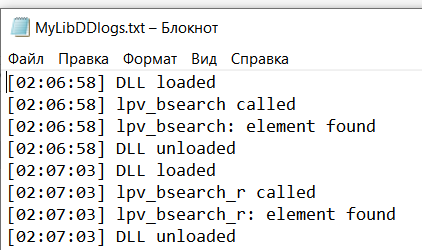 MyLibDDlogs.txt – Блокнот
Файл Правка Формат Вид Справка
[02:06:58] DLL loaded
[02:06:58] lpv_bsearch called
[02:06:58] lpv_bsearch: element found
[02:06:58] DLL unloaded
[02:07:03] DLL loaded
[02:07:03] lpv_bsearch_r called
[02:07:03] lpv_bsearch_r: element found
[02:07:03] DLL unloaded